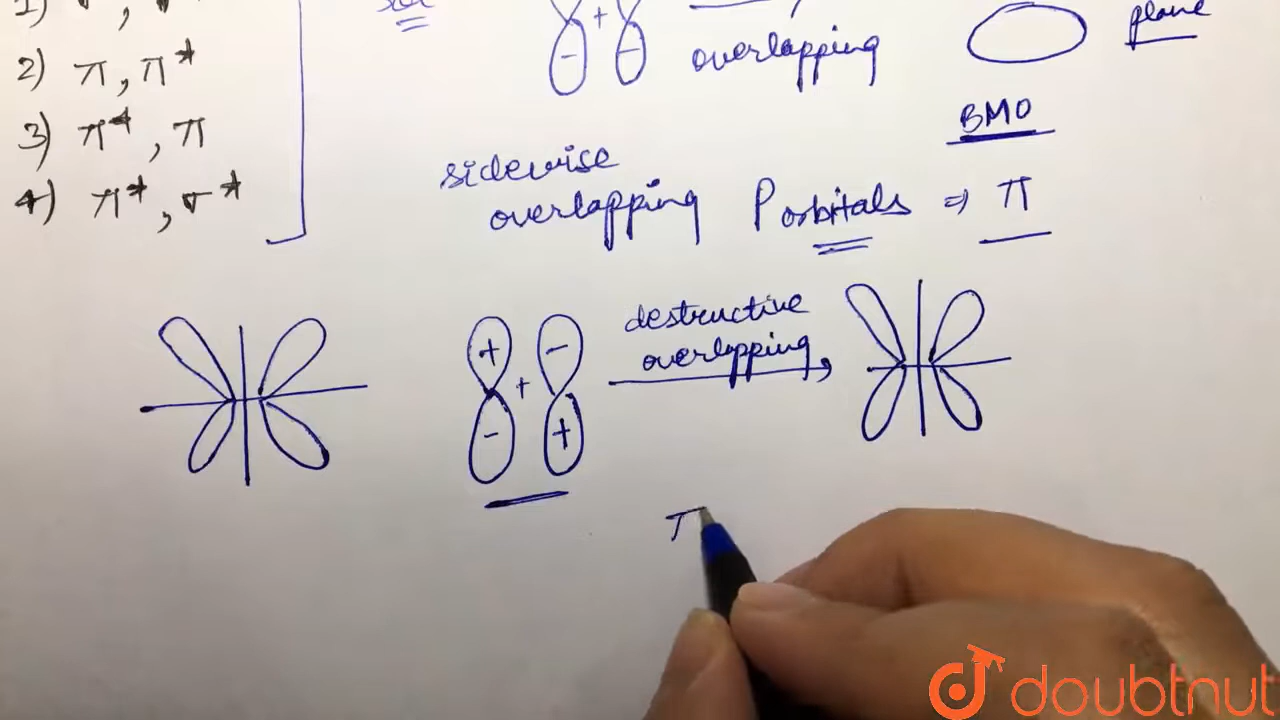 2) π, π*
3) π*, π
4) π*, σ*
+
- -
overlapping
plane
BMO
sidewise
overlapping P orbitals ⇒ π
+ -
+
- +
destructive
overlapping
π
doubtnut